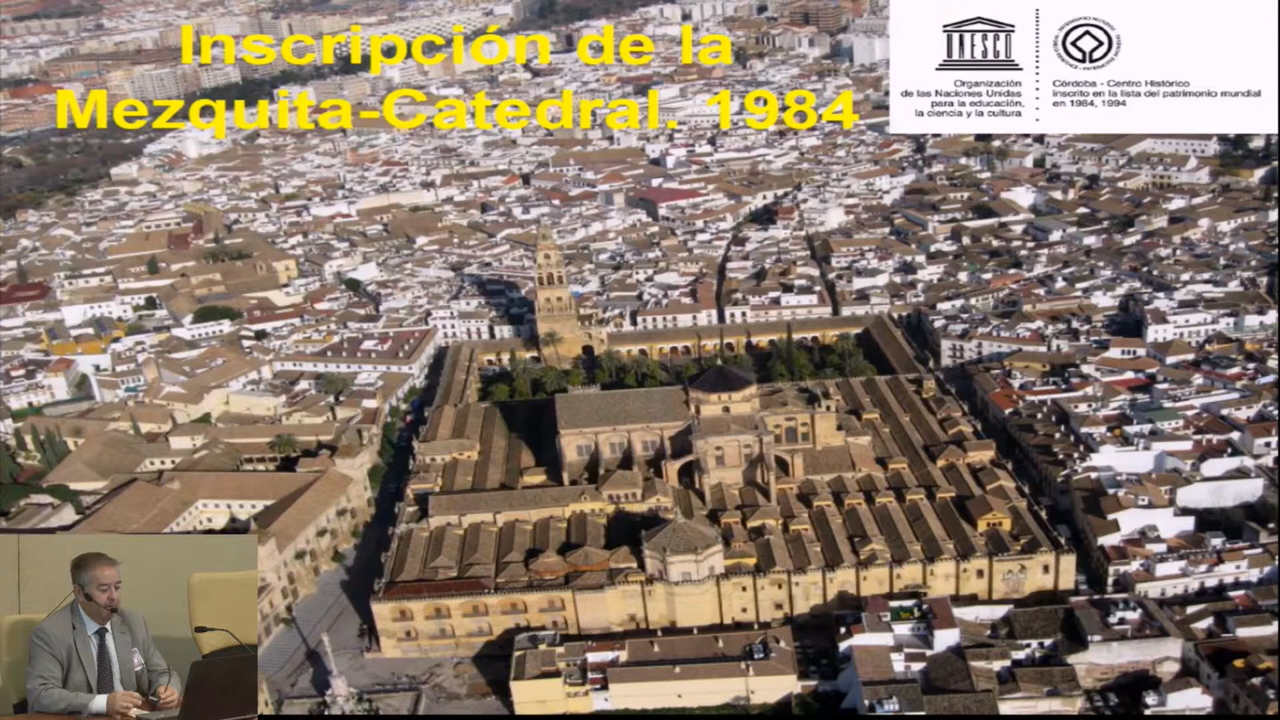 Inscripción de la
Mezquita-Catedral. 1984
UNESCO
Organización
de las Naciones Unidas
para la educación,
la ciencia y la cultura
Córdoba - Centro Histórico
inscrito en la lista del patrimonio mundial
en 1984, 1994